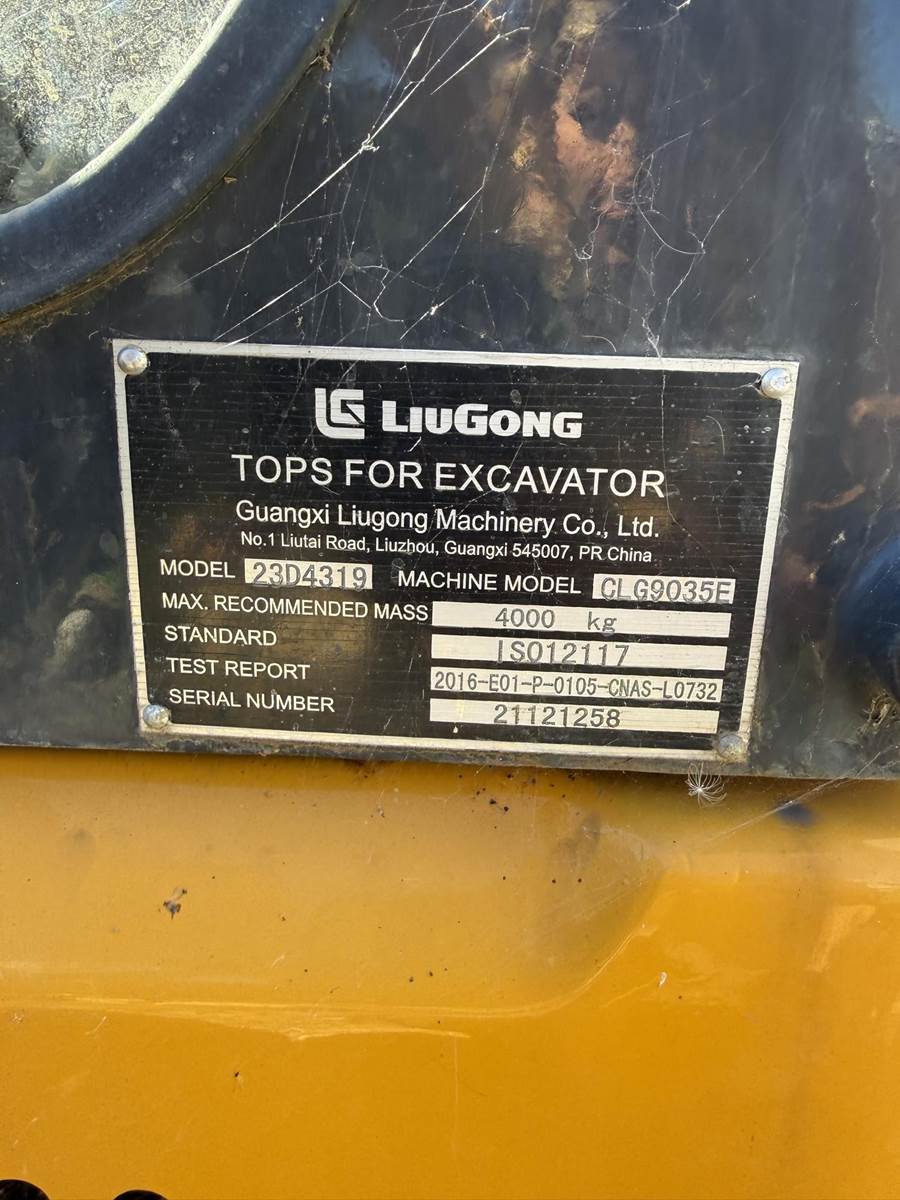 LG LIUGONG
TOPS FOR EXCAVATOR
Guangxi Liugong Machinery Co., Ltd.
No.1 Liutai Road, Liuzhou, Guangxi 545007, PR China
MODEL 23D4319 MACHINE MODEL CLG9035E
MAX. RECOMMENDED MASS 4000 kg
STANDARD ISO12117
TEST REPORT 2016-E01-P-0105-CNAS-L0732
SERIAL NUMBER 21121258